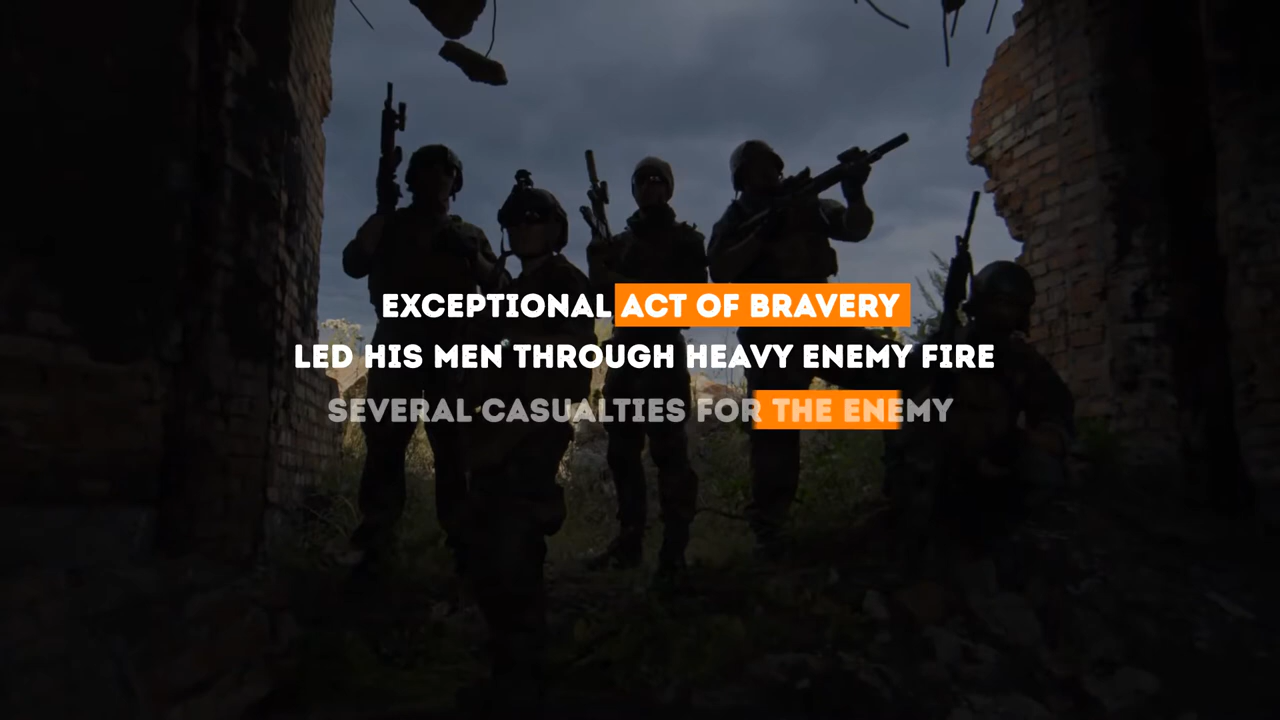 EXCEPTIONAL ACT OF BRAVERY
LED HIS MEN THROUGH HEAVY ENEMY FIRE
SEVERAL CASUALTIES FOR THE ENEMY